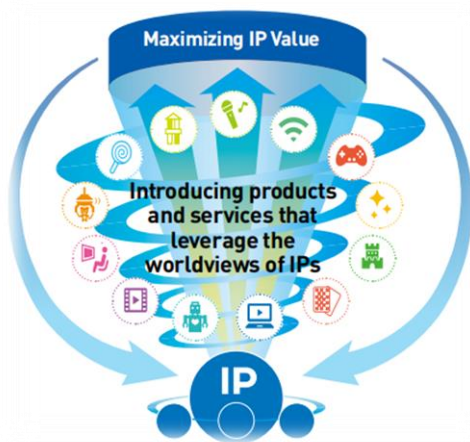 Maximizing IP Value
Introducing products
and services that
leverage the
worldviews of IPs
IP